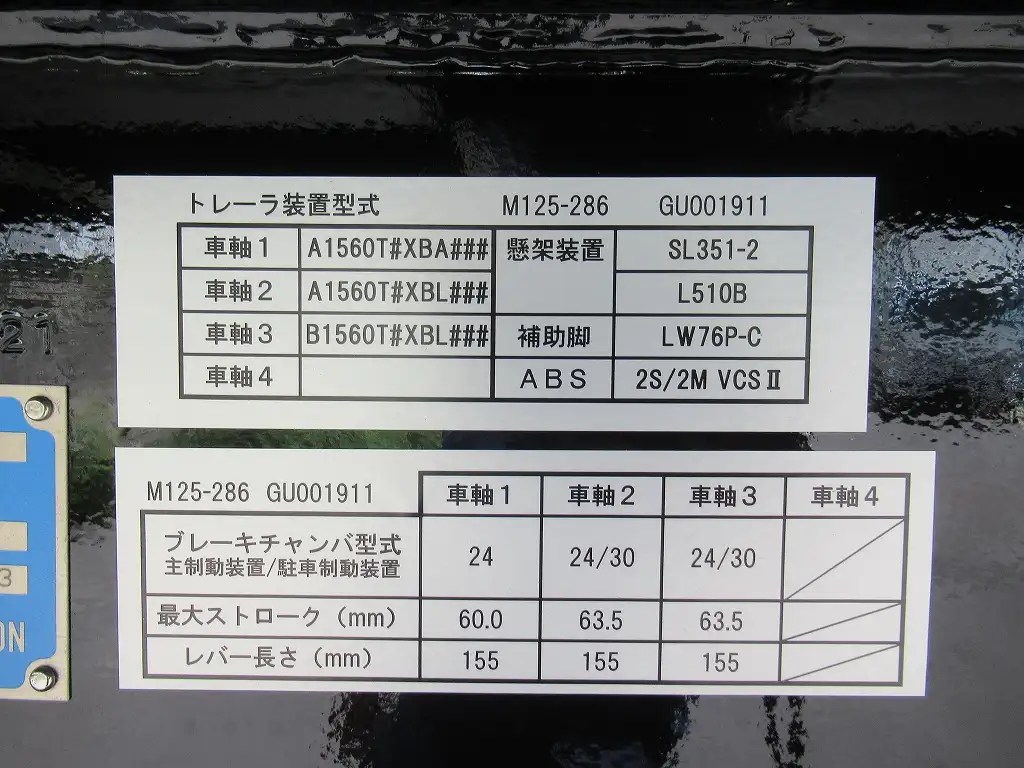 トレーラ装置型式 M125-286 GU001911
車軸1 A1560T#XBA### 懸架装置 SL351-2
車軸2 A1560T#XBL### L510B
車軸3 B1560T#XBL### 補助脚 LW76P-C
車軸4 ABS 2S/2M VCSⅡ
M125-286 GU001911 車軸1 車軸2 車軸3 車軸4
ブレーキチャンバ型式
主制動装置/駐車制動装置 24 24/30 24/30
最大ストローク(mm) 60.0 63.5 63.5
レバー長さ(mm) 155 155 155
21
3
ON